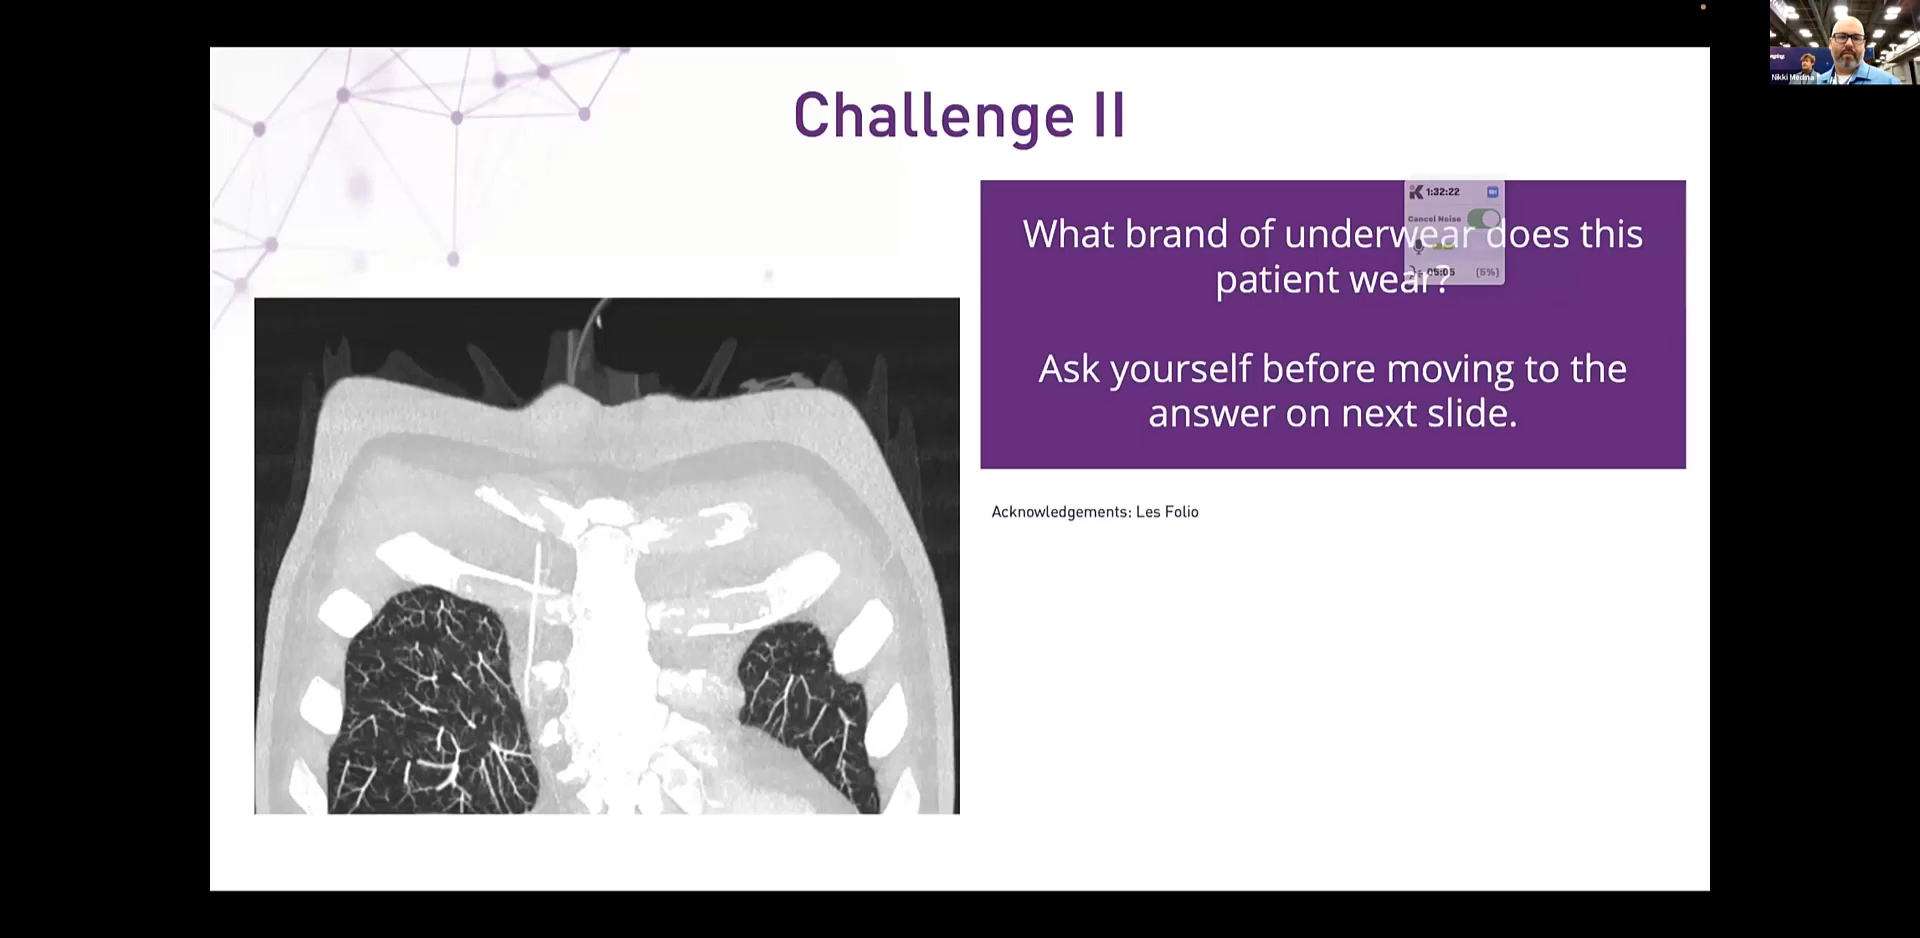 Challenge II
What brand of underwear does this
patient wear?
Ask yourself before moving to the
answer on next slide.
Acknowledgements: Les Folio
1:32:22
Cancel Noise
05:05 (5%)
Nikki Medina